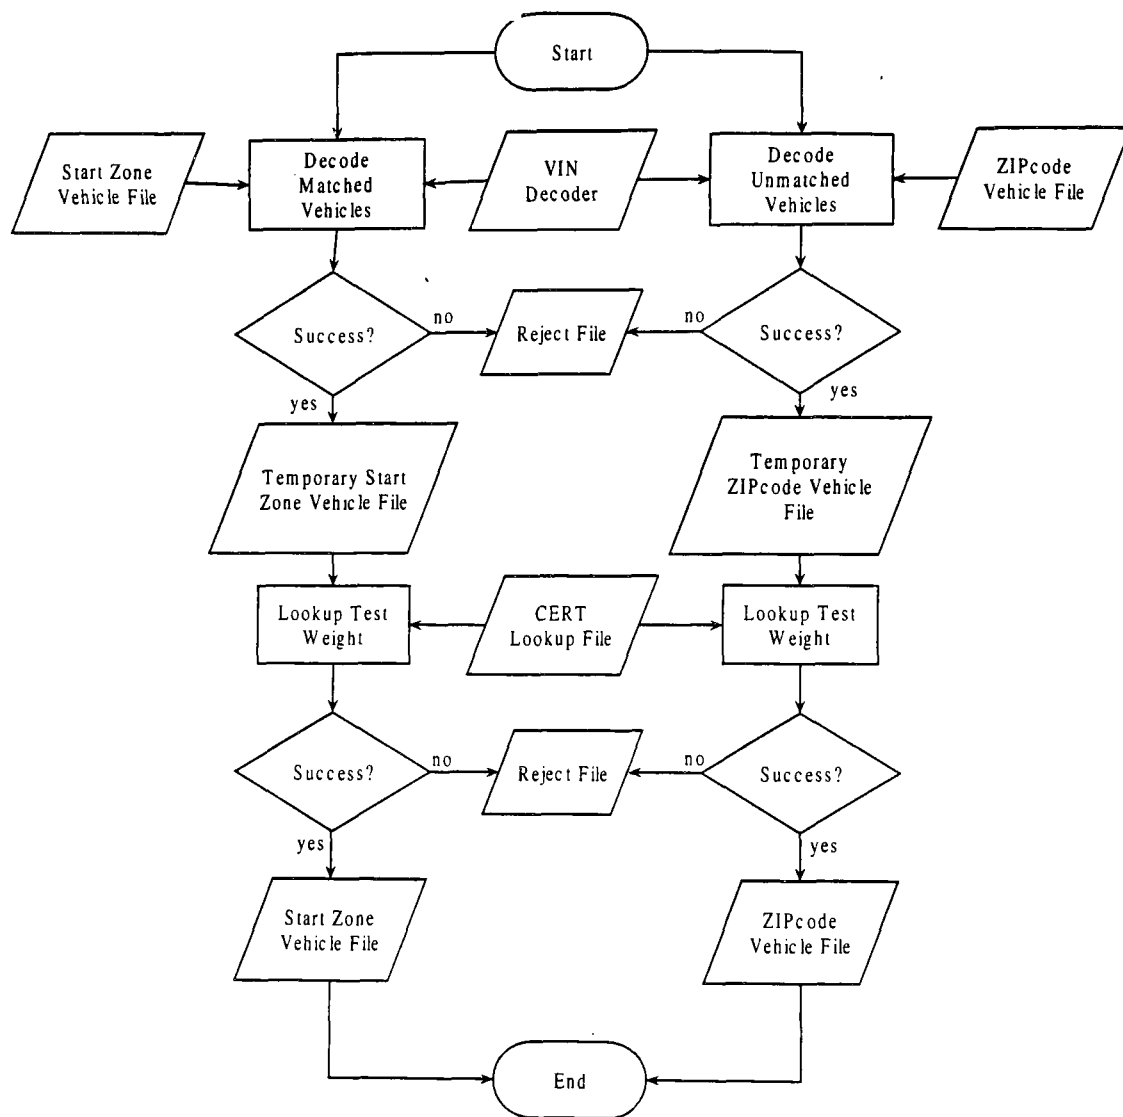 Start
Start Zone
Vehicle File
Decode
Matched
Vehicles
VIN
Decoder
Decode
Unmatched
Vehicles
ZIPcode
Vehicle File
Success?
no
Reject File
no
Success?
yes
yes
Temporary Start
Zone Vehicle File
Temporary
ZIPcode Vehicle
File
Lookup Test
Weight
CERT
Lookup File
Lookup Test
Weight
Success?
no
Reject File
no
Success?
yes
yes
Start Zone
Vehicle File
ZIPcode
Vehicle File
End